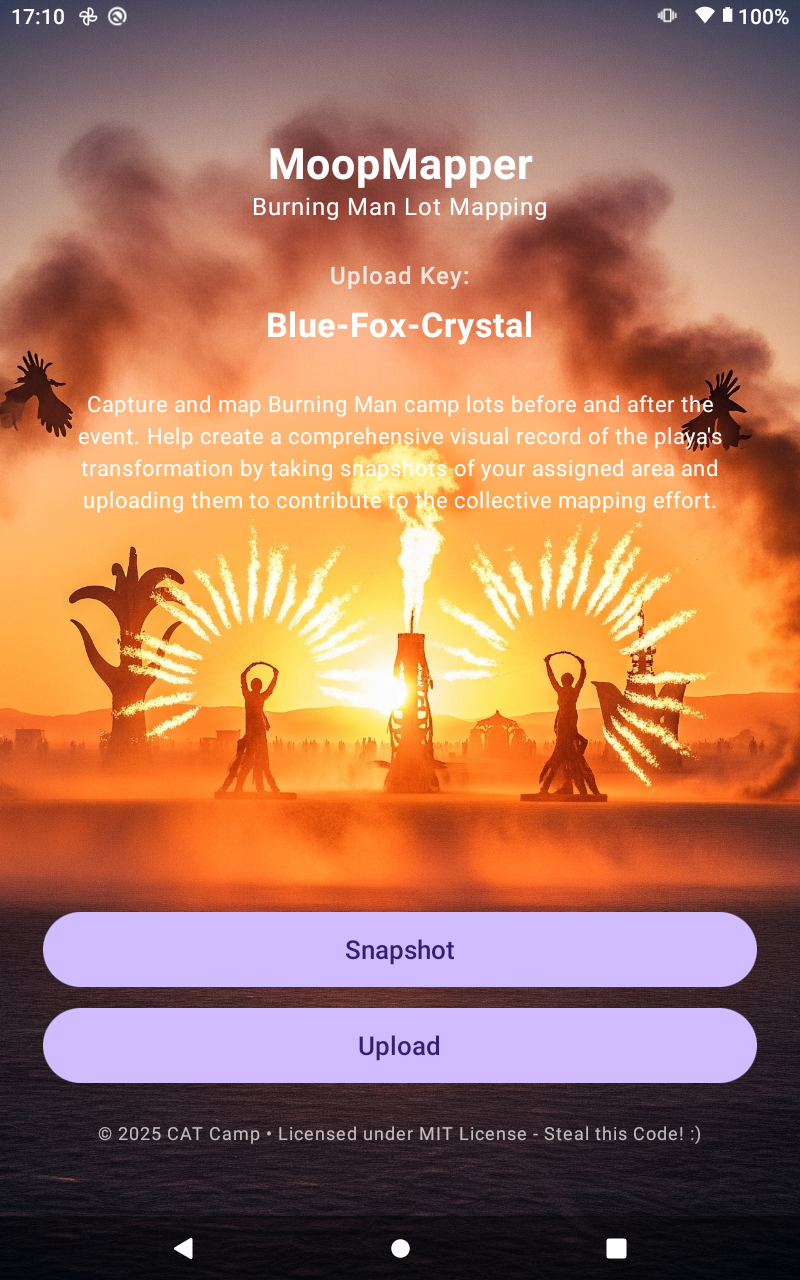 17:10 100%
MoopMapper
Burning Man Lot Mapping
Upload Key:
Blue-Fox-Crystal
Capture and map Burning Man camp lots before and after the
event. Help create a comprehensive visual record of the playa's
transformation by taking snapshots of your assigned area and
uploading them to contribute to the collective mapping effort.
Snapshot
Upload
© 2025 CAT Camp • Licensed under MIT License - Steal this Code! :)